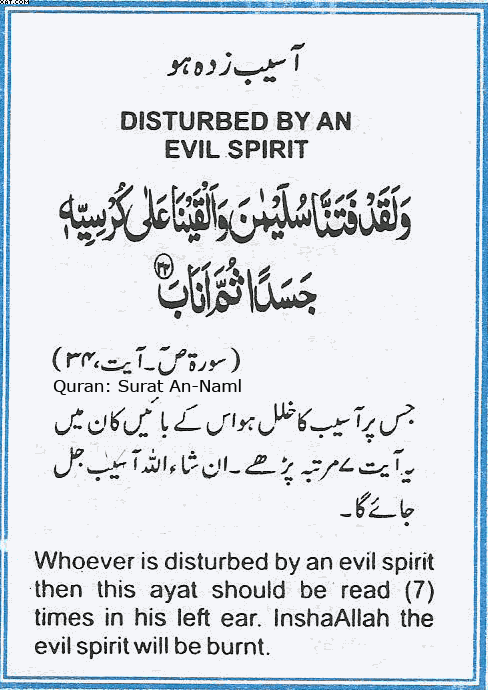 XAT.COM
آسیب زدہ ہو
DISTURBED BY AN
EVIL SPIRIT
وَلَقَدْ فَتَنَّا سُلَيْمٰنَ وَاَلْقَيْنَا عَلٰى كُرْسِيِّهٖ
جَسَدًا ثُمَّ اَنَابَ ﴿۳۴﴾
(سورۃ صٓ۔آیت،۳۴)
Quran: Surat An-Naml
جس پر آسیب کا خلل ہو اس کے بائیں کان میں
یہ آیت ۷ مرتبہ پڑھے۔ان شاء اللہ آسیب جل
جائے گا۔
Whoever is disturbed by an evil spirit
then this ayat should be read (7)
times in his left ear. InshaAllah the
evil spirit will be burnt.